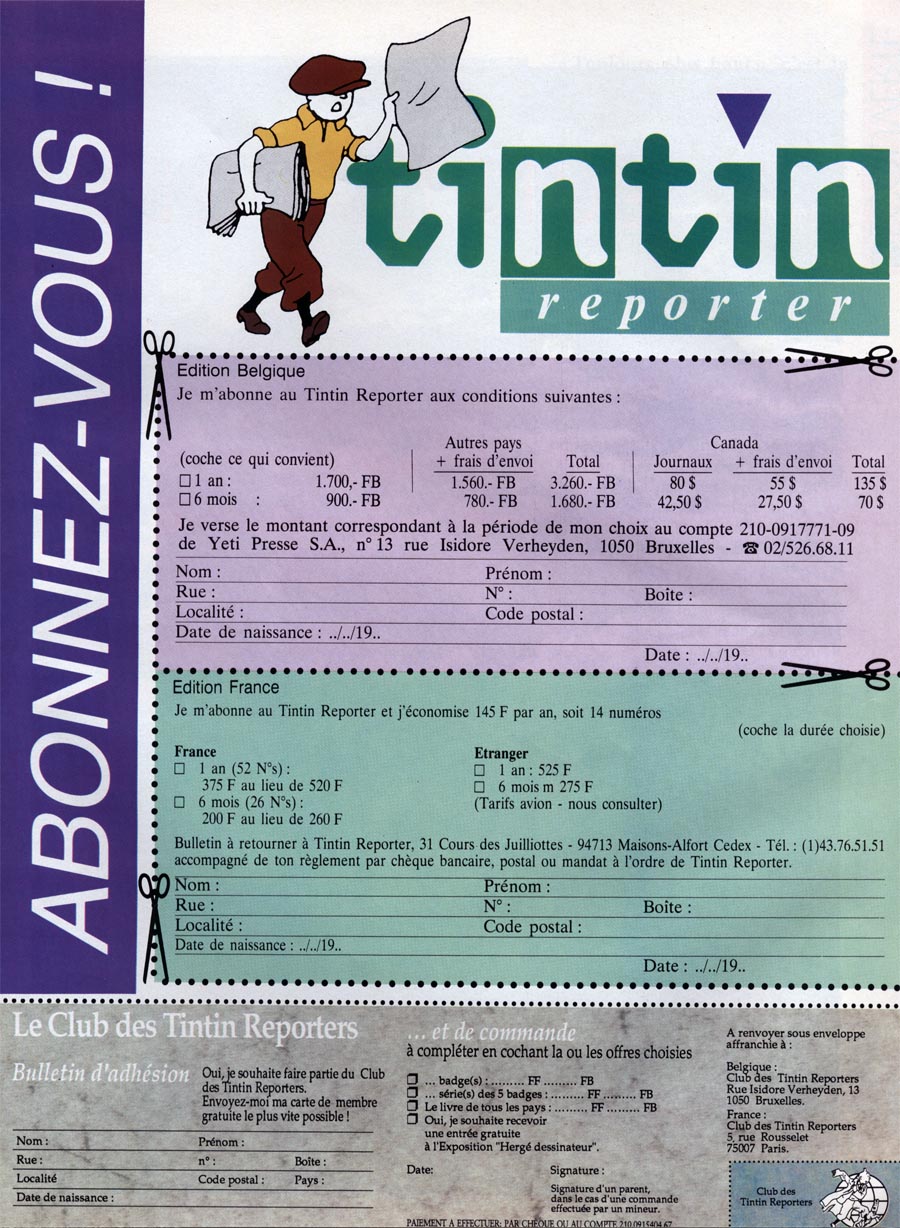 ABONNEZ-VOUS !
tintin
reporter
Edition Belgique
Je m'abonne au Tintin Reporter aux conditions suivantes :
Autres pays Canada
(coche ce qui convient) + frais d'envoi Total Journaux + frais d'envoi Total
☐ 1 an : 1.700,- FB 1.560.- FB 3.260.- FB 80 $ 55 $ 135 $
☐ 6 mois : 900.- FB 780.- FB 1.680.- FB 42,50 $ 27,50 $ 70 $
Je verse le montant correspondant à la période de mon choix au compte 210-0917771-09
de Yeti Presse S.A., n° 13 rue Isidore Verheyden, 1050 Bruxelles - ☎ 02/526.68.11
Nom : Prénom :
Rue : N° : Boîte :
Localité : Code postal :
Date de naissance : ../../19..
Date : ../../19..
Edition France
Je m'abonne au Tintin Reporter et j'économise 145 F par an, soit 14 numéros
(coche la durée choisie)
France Etranger
☐ 1 an (52 N°s) : ☐ 1 an : 525 F
375 F au lieu de 520 F ☐ 6 mois m 275 F
☐ 6 mois (26 N°s) : (Tarifs avion - nous consulter)
200 F au lieu de 260 F
Bulletin à retourner à Tintin Reporter, 31 Cours des Juilliottes - 94713 Maisons-Alfort Cedex - Tél. : (1)43.76.51.51
accompagné de ton règlement par chèque bancaire, postal ou mandat à l'ordre de Tintin Reporter.
Nom : Prénom :
Rue : N° : Boîte :
Localité : Code postal :
Date de naissance : ../../19..
Date : ../../19..
Le Club des Tintin Reporters
Bulletin d'adhésion
Oui, je souhaite faire partie du Club
des Tintin Reporters.
Envoyez-moi ma carte de membre
gratuite le plus vite possible !
Nom : Prénom :
Rue : n° : Boîte :
Localité Code postal : Pays :
Date de naissance :
... et de commande
à compléter en cochant la ou les offres choisies
☐ ... badge(s) : ......... FF ......... FB
☐ ... série(s) des 5 badges : ......... FF ......... FB
☐ Le livre de tous les pays : ......... FF ......... FB
☐ Oui, je souhaite recevoir
une entrée gratuite
à l'Exposition "Hergé dessinateur".
Date: Signature :
Signature d'un parent,
dans le cas d'une commande
effectuée par un mineur.
PAIEMENT A EFFECTUER: PAR CHÈQUE OU AU COMPTE 210.0915404.67
A renvoyer sous enveloppe
affranchie à :
Belgique :
Club des Tintin Reporters
Rue Isidore Verheyden, 13
1050 Bruxelles.
France :
Club des Tintin Reporters
5, rue Rousselet
75007 Paris.
Club des
Tintin Reporters